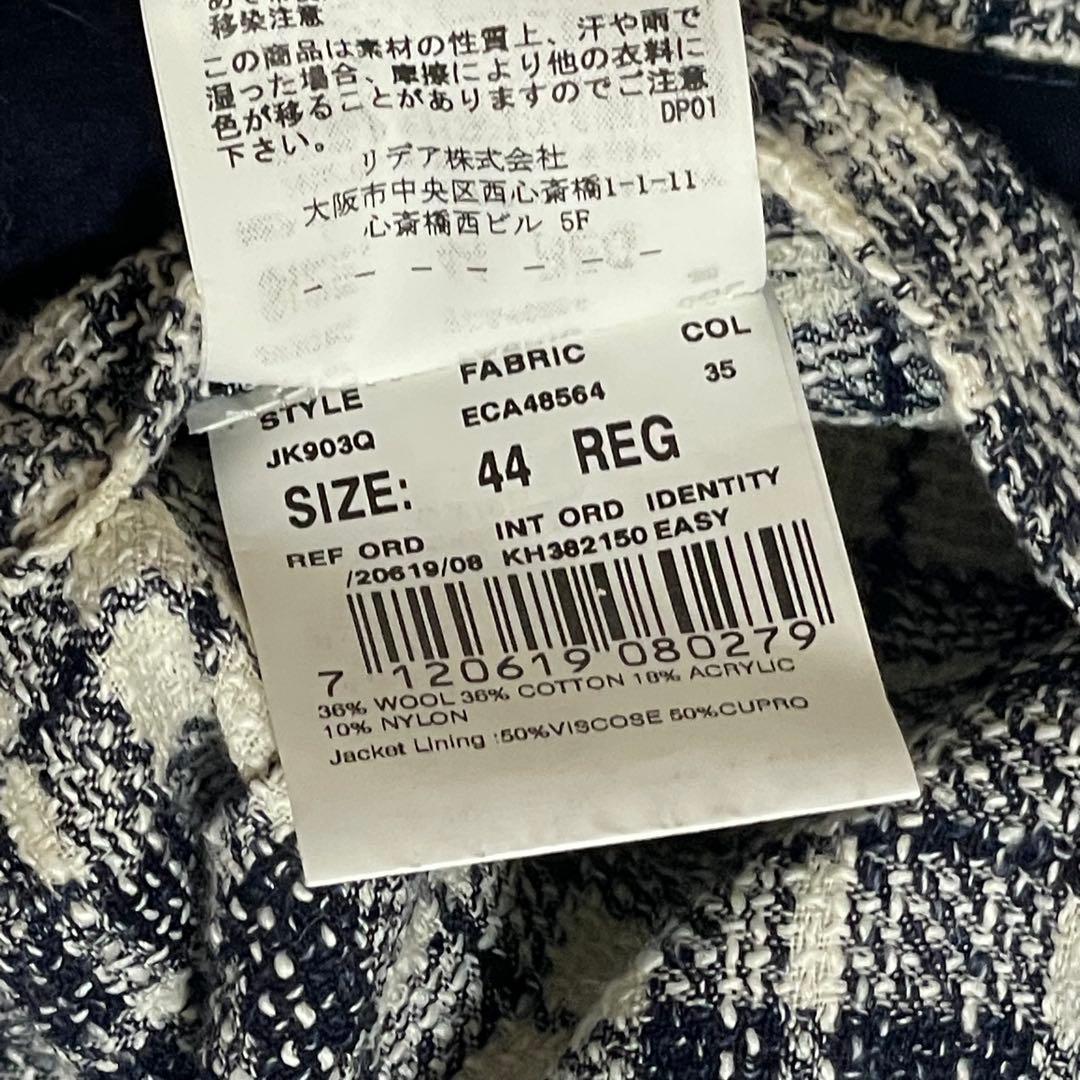 移染注意
この商品は素材の性質上、汗や雨で
湿った場合、摩擦により他の衣料に
色が移ることがありますのでご注意
下さい。
DP01
リデア株式会社
大阪市中央区西心斎橋1-1-11
心斎橋西ビル 5F
STYLE FABRIC COL
JK903Q ECA48564 35
SIZE: 44 REG
REF ORD INT ORD IDENTITY
/20619/08 KH382150 EASY
7 120619 080279
36% WOOL 36% COTTON 18% ACRYLIC
10% NYLON
Jacket Lining :50%VISCOSE 50%CUPRO